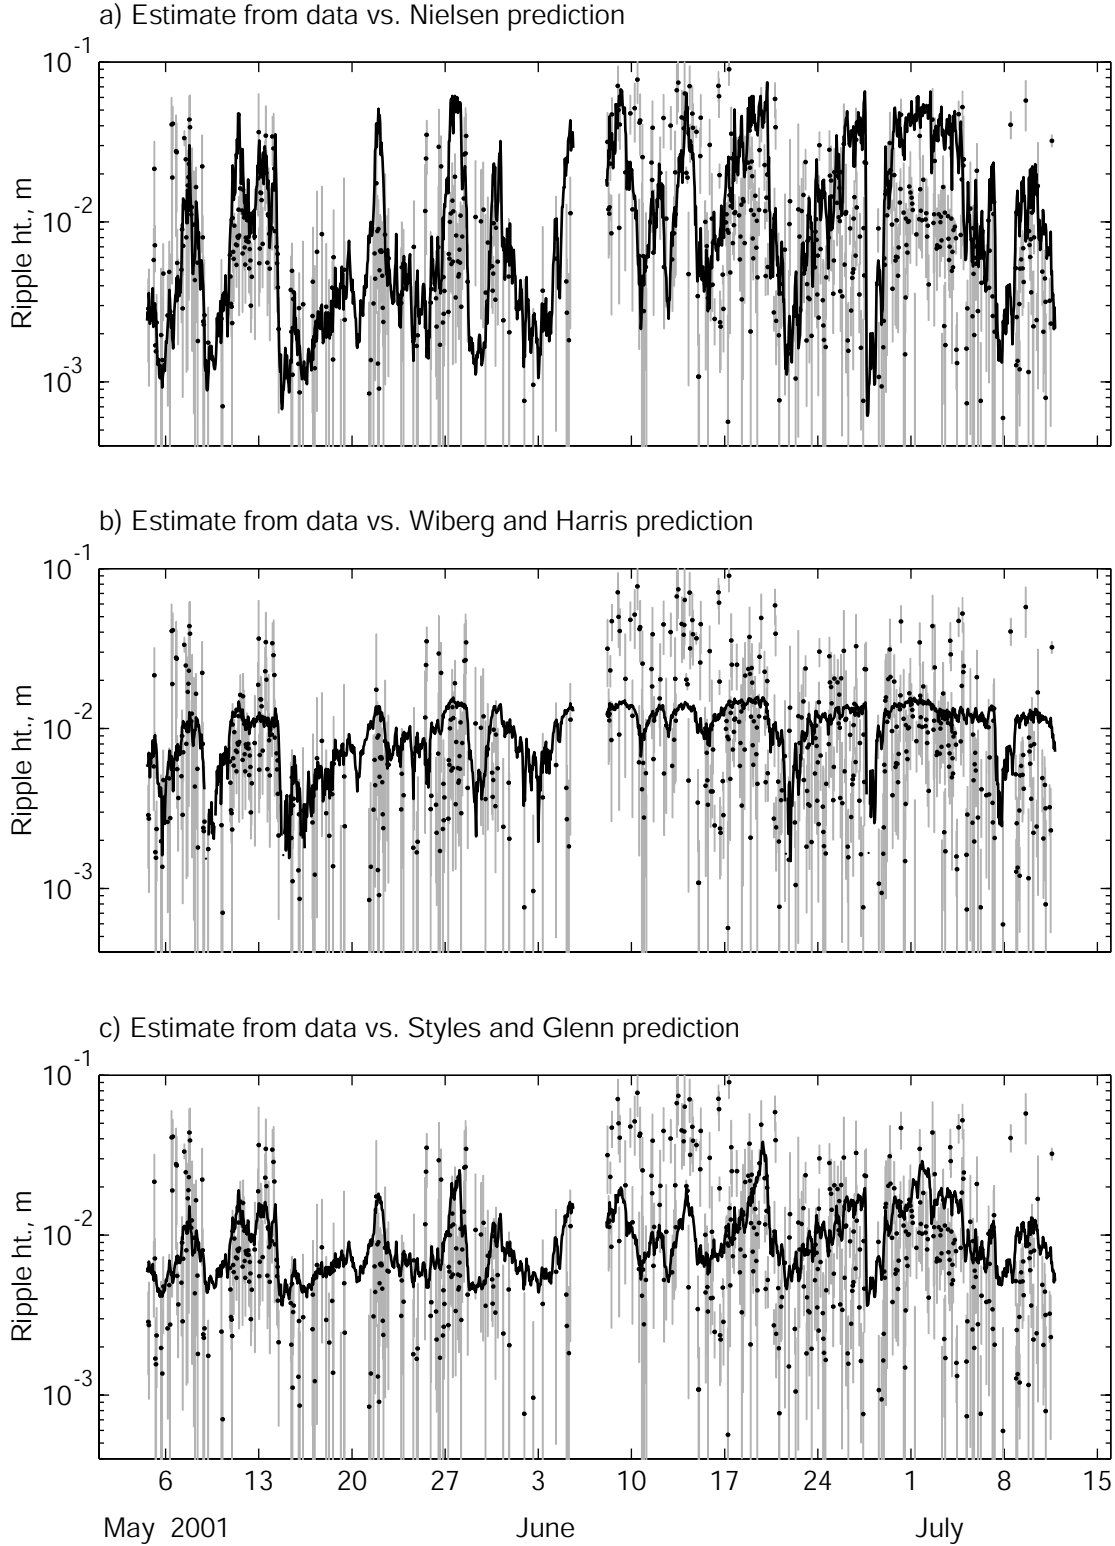 a) Estimate from data vs. Nielsen prediction
10-1
10-2
10-3
Ripple ht., m
b) Estimate from data vs. Wiberg and Harris prediction
10-1
10-2
10-3
Ripple ht., m
c) Estimate from data vs. Styles and Glenn prediction
10-1
10-2
10-3
Ripple ht., m
6 13 20 27 3 10 17 24 1 8 15
May 2001 June July